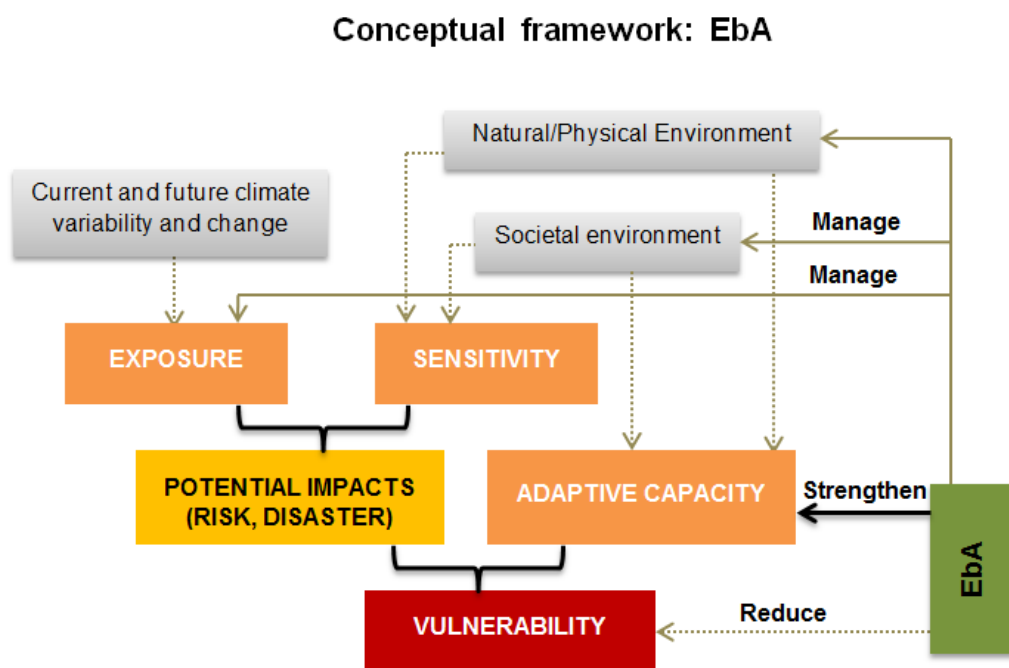 Conceptual framework: EbA
Natural/Physical Environment
Current and future climate
variability and change
Societal environment
Manage
Manage
EXPOSURE
SENSITIVITY
POTENTIAL IMPACTS
(RISK, DISASTER)
ADAPTIVE CAPACITY
Strengthen
EbA
VULNERABILITY
Reduce